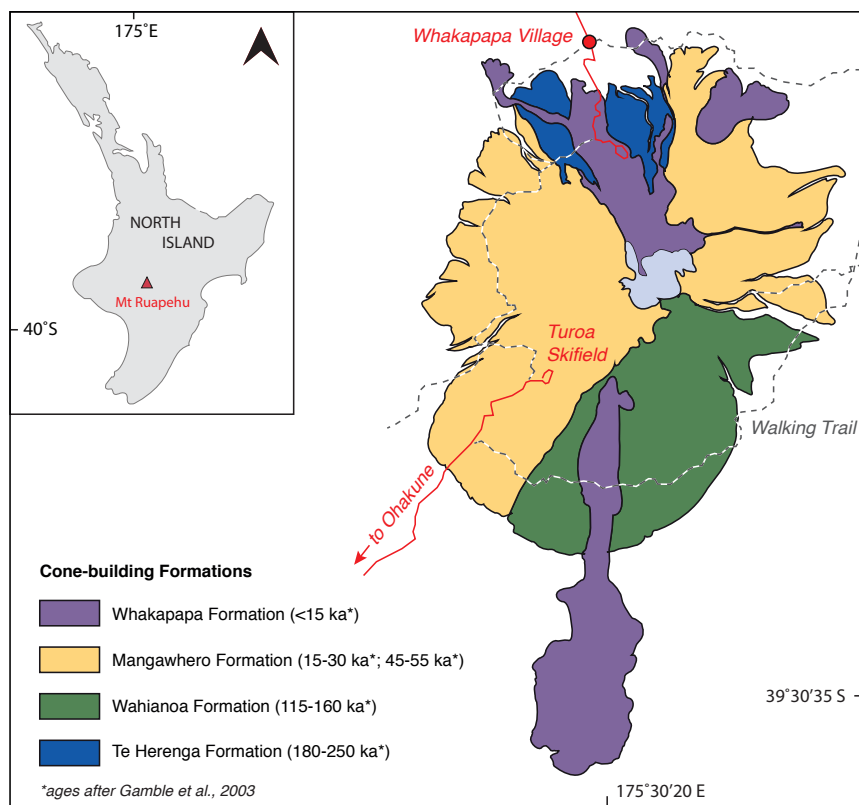 175˚E
NORTH
ISLAND
Mt Ruapehu
40˚S
Whakapapa Village
Turoa
Skifield
Walking Trail
to Ohakune
Cone-building Formations
Whakapapa Formation (<15 ka*)
Mangawhero Formation (15-30 ka*; 45-55 ka*)
Wahianoa Formation (115-160 ka*)
Te Herenga Formation (180-250 ka*)
*ages after Gamble et al., 2003
39˚30’35 S
175˚30’20 E